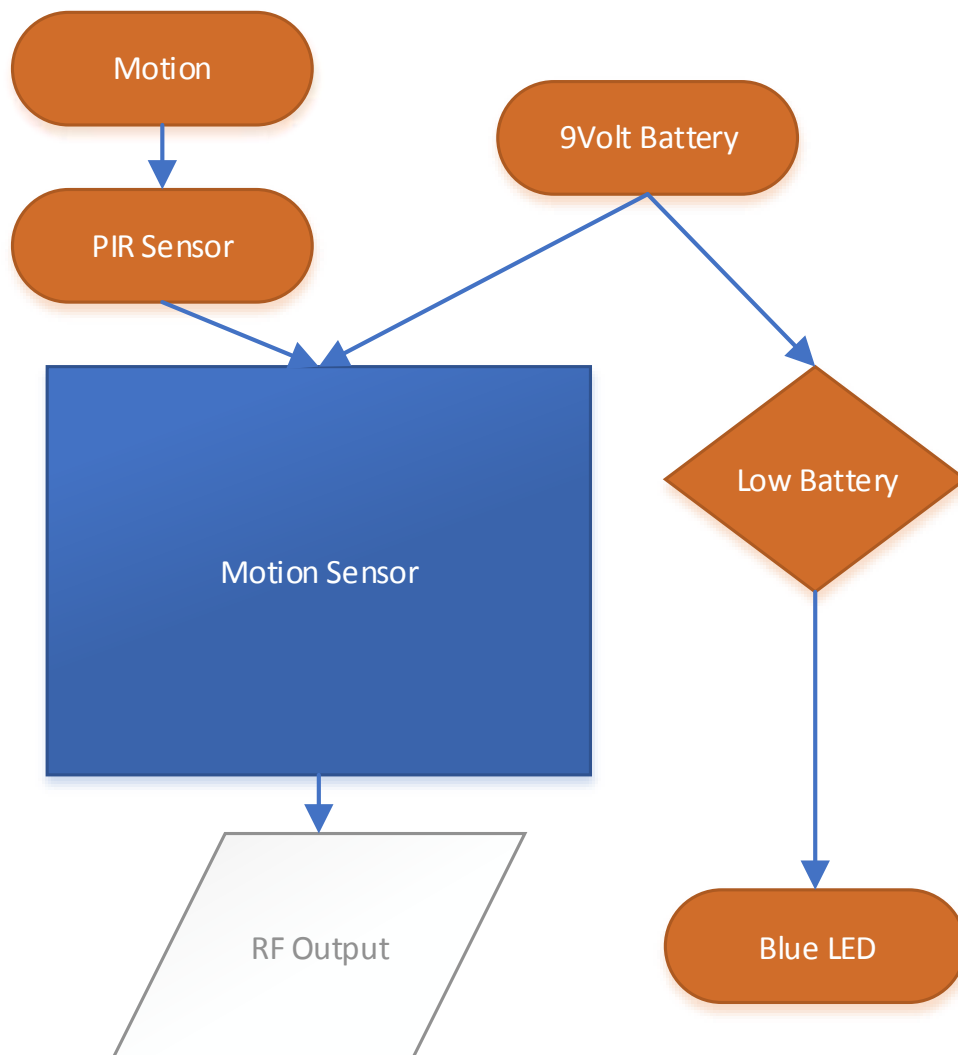 Motion
9Volt Battery
PIR Sensor
Low Battery
Motion Sensor
RF Output
Blue LED